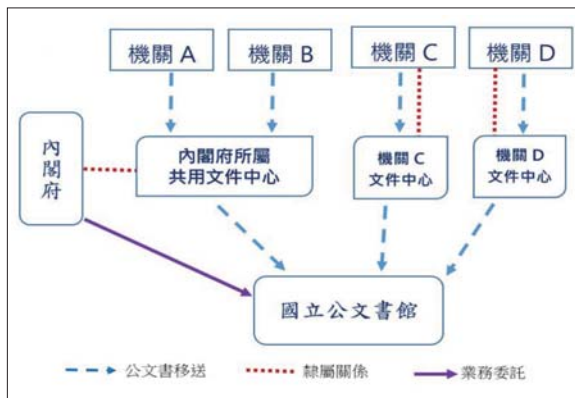 機關 A
機關 B
機關 C
機關 D
內閣府
內閣府所屬
共用文件中心
機關 C
文件中心
機關 D
文件中心
國立公文書館
公文書移送
隸屬關係
業務委託